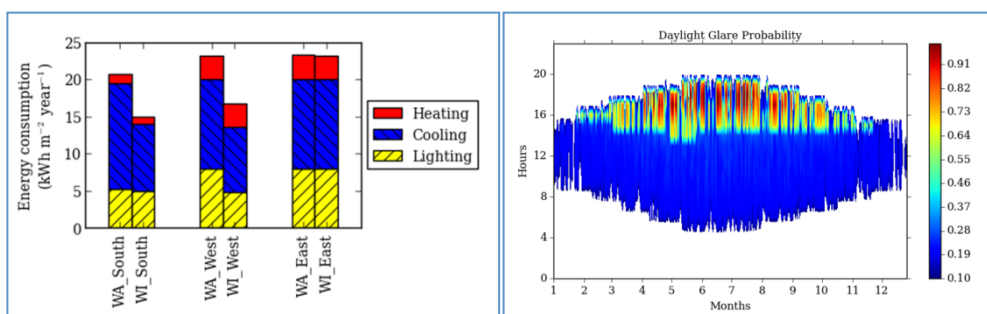 25
20
15
10
5
0
Energy consumption
(kWh m⁻² year⁻¹)
WA_South
WI_South
WA_West
WI_West
WA_East
WI_East
Heating
Cooling
Lighting
Daylight Glare Probability
20
16
12
8
4
0
Hours
1 2 3 4 5 6 7 8 9 10 11 12
Months
0.91
0.82
0.73
0.64
0.55
0.46
0.37
0.28
0.19
0.10